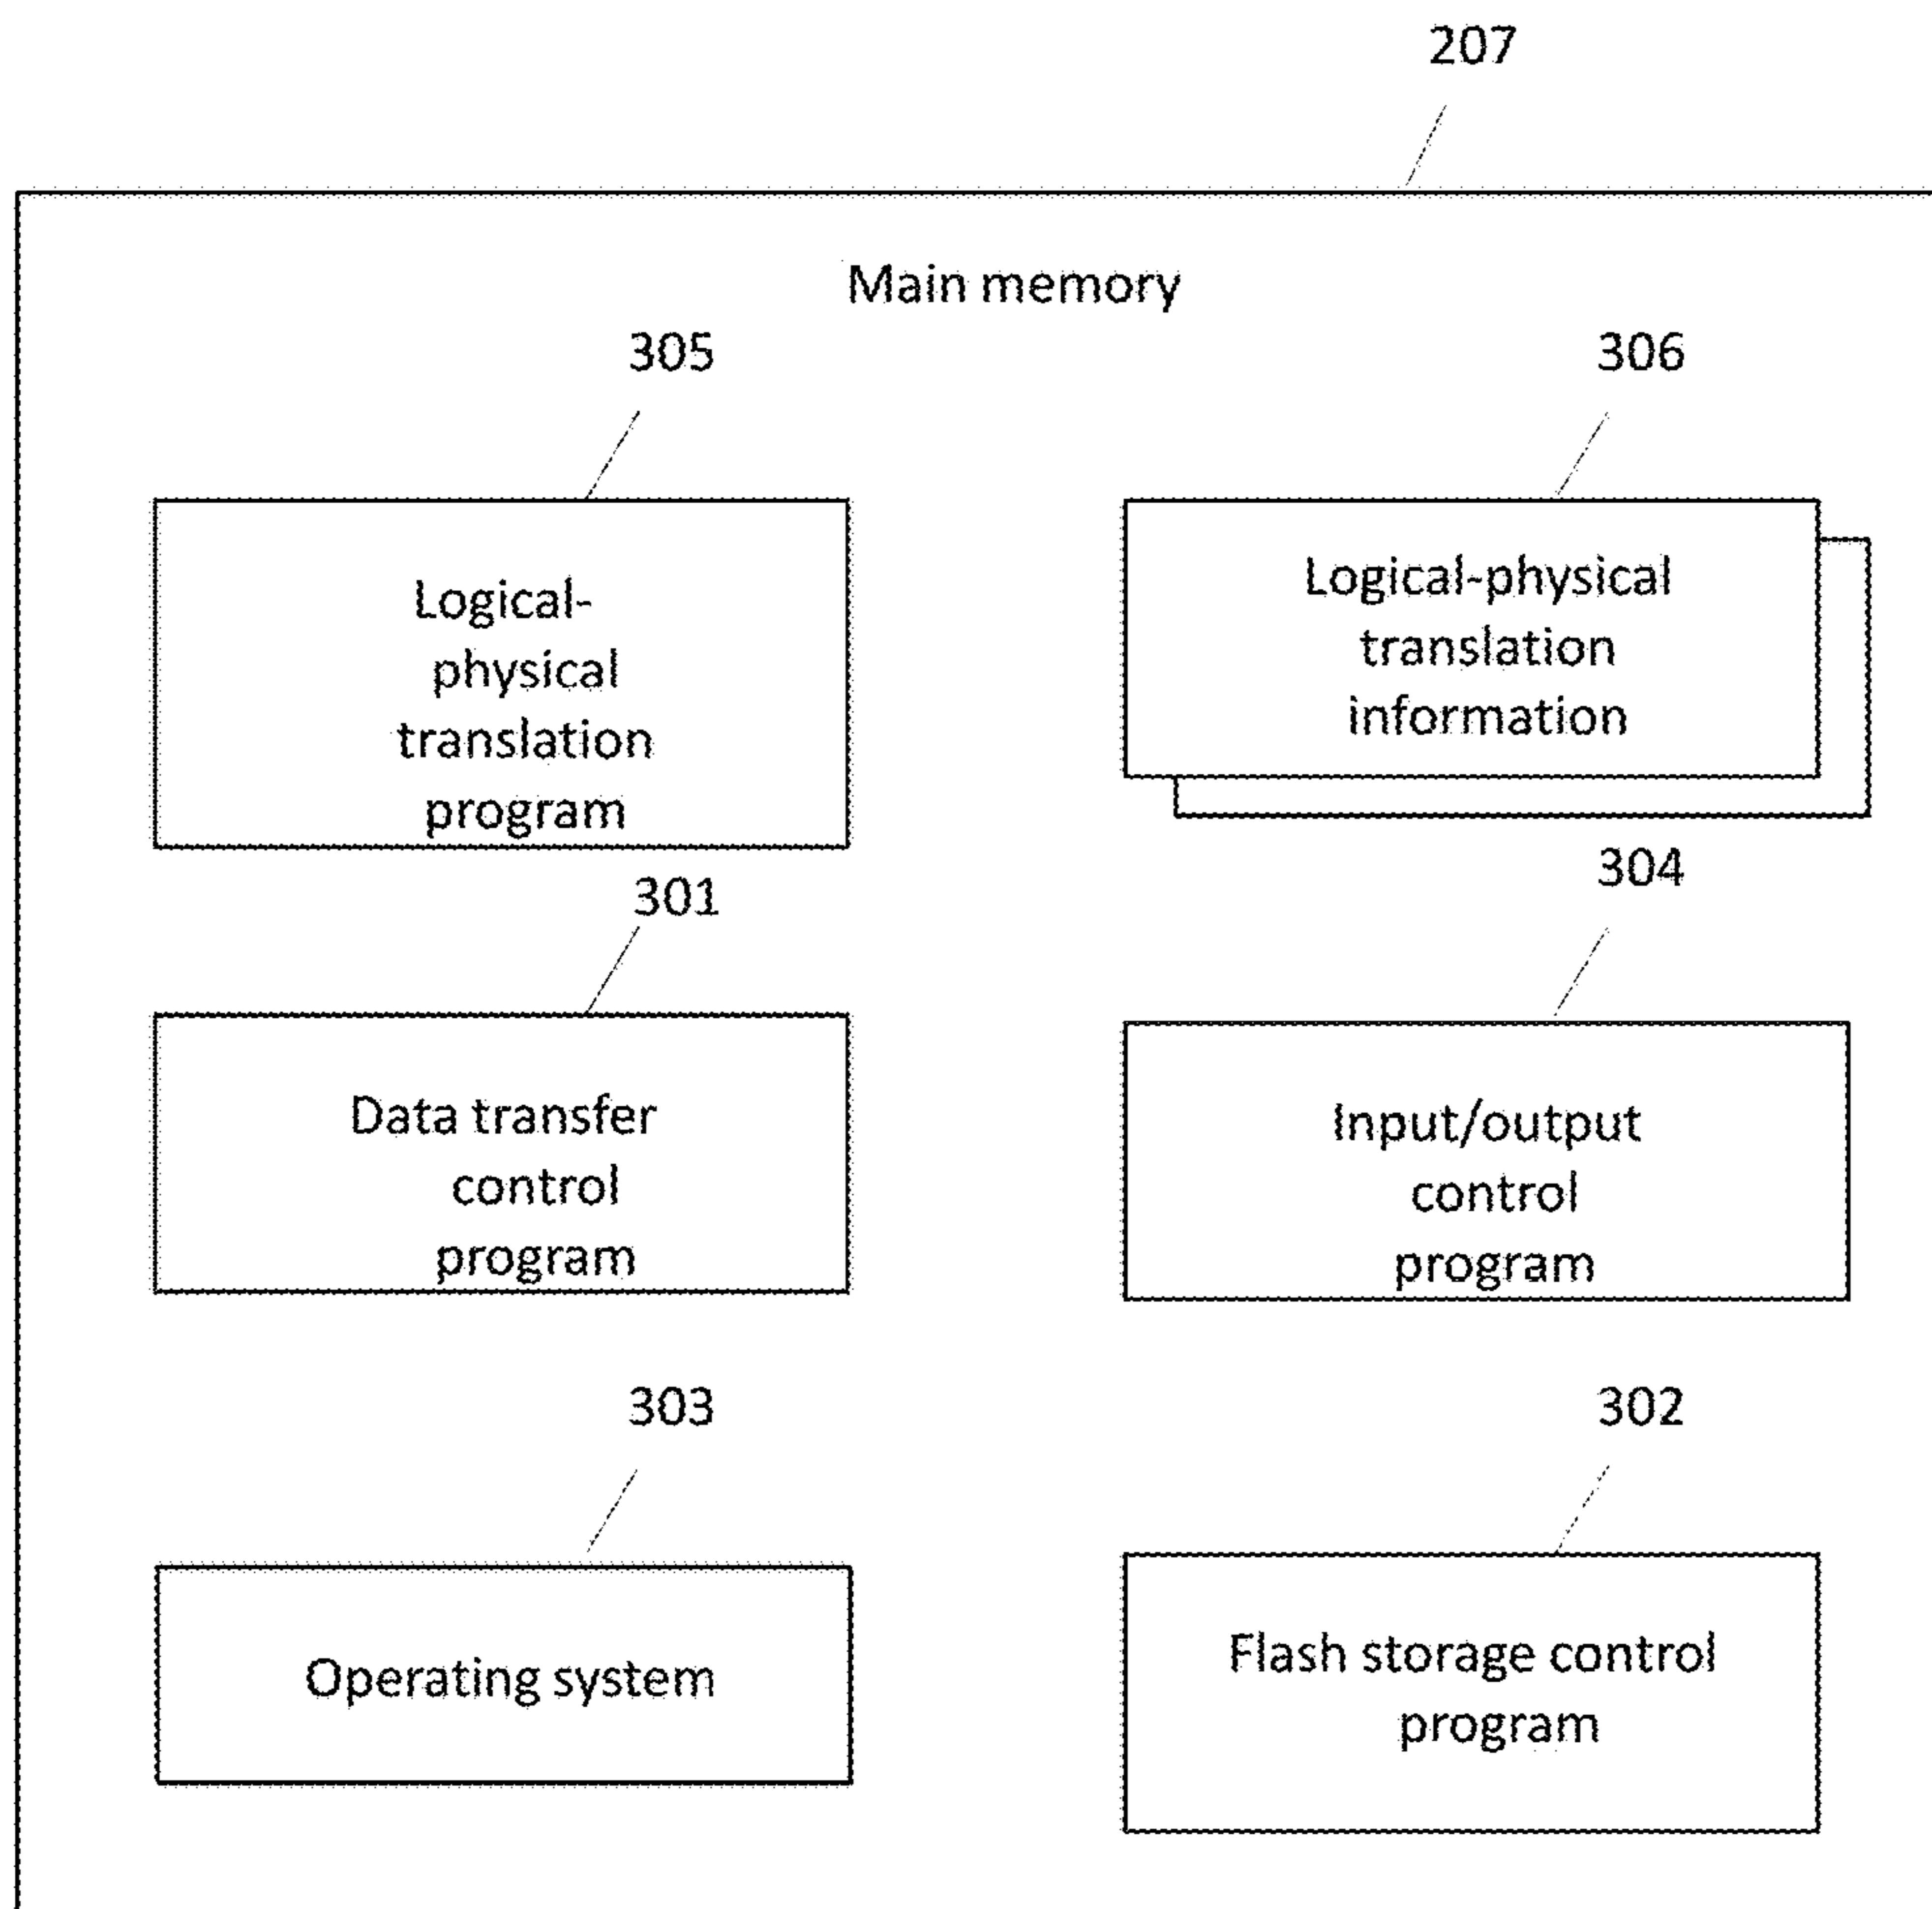 207
Main memory
305
306
Logical-
physical
translation
program
Logical-physical
translation
information
301
304
Data transfer
control
program
Input/output
control
program
303
302
Operating system
Flash storage control
program